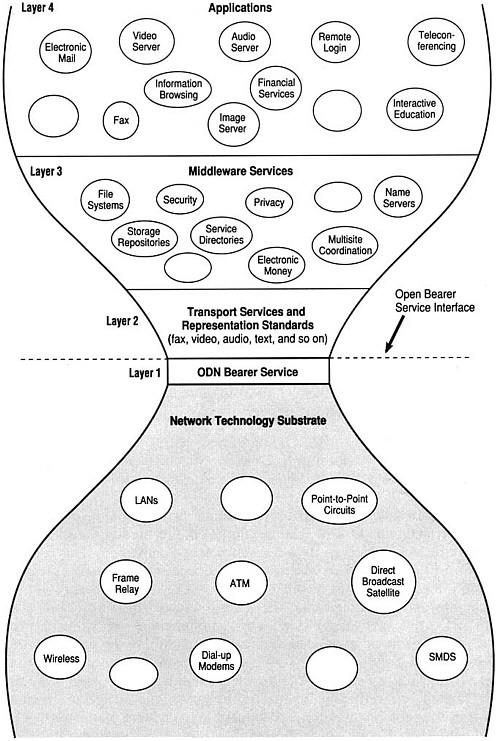 Layer 4
Applications
Electronic
Mail
Video
Server
Audio
Server
Remote
Login
Telecon-
ferencing
Information
Browsing
Financial
Services
Fax
Image
Server
Interactive
Education
Layer 3
Middleware Services
File
Systems
Security
Privacy
Name
Servers
Storage
Repositories
Service
Directories
Electronic
Money
Multisite
Coordination
Layer 2
Transport Services and
Representation Standards
(fax, video, audio, text, and so on)
Open Bearer
Service Interface
Layer 1
ODN Bearer Service
Network Technology Substrate
LANs
Point-to-Point
Circuits
Frame
Relay
ATM
Direct
Broadcast
Satellite
Wireless
Dial-up
Modems
SMDS